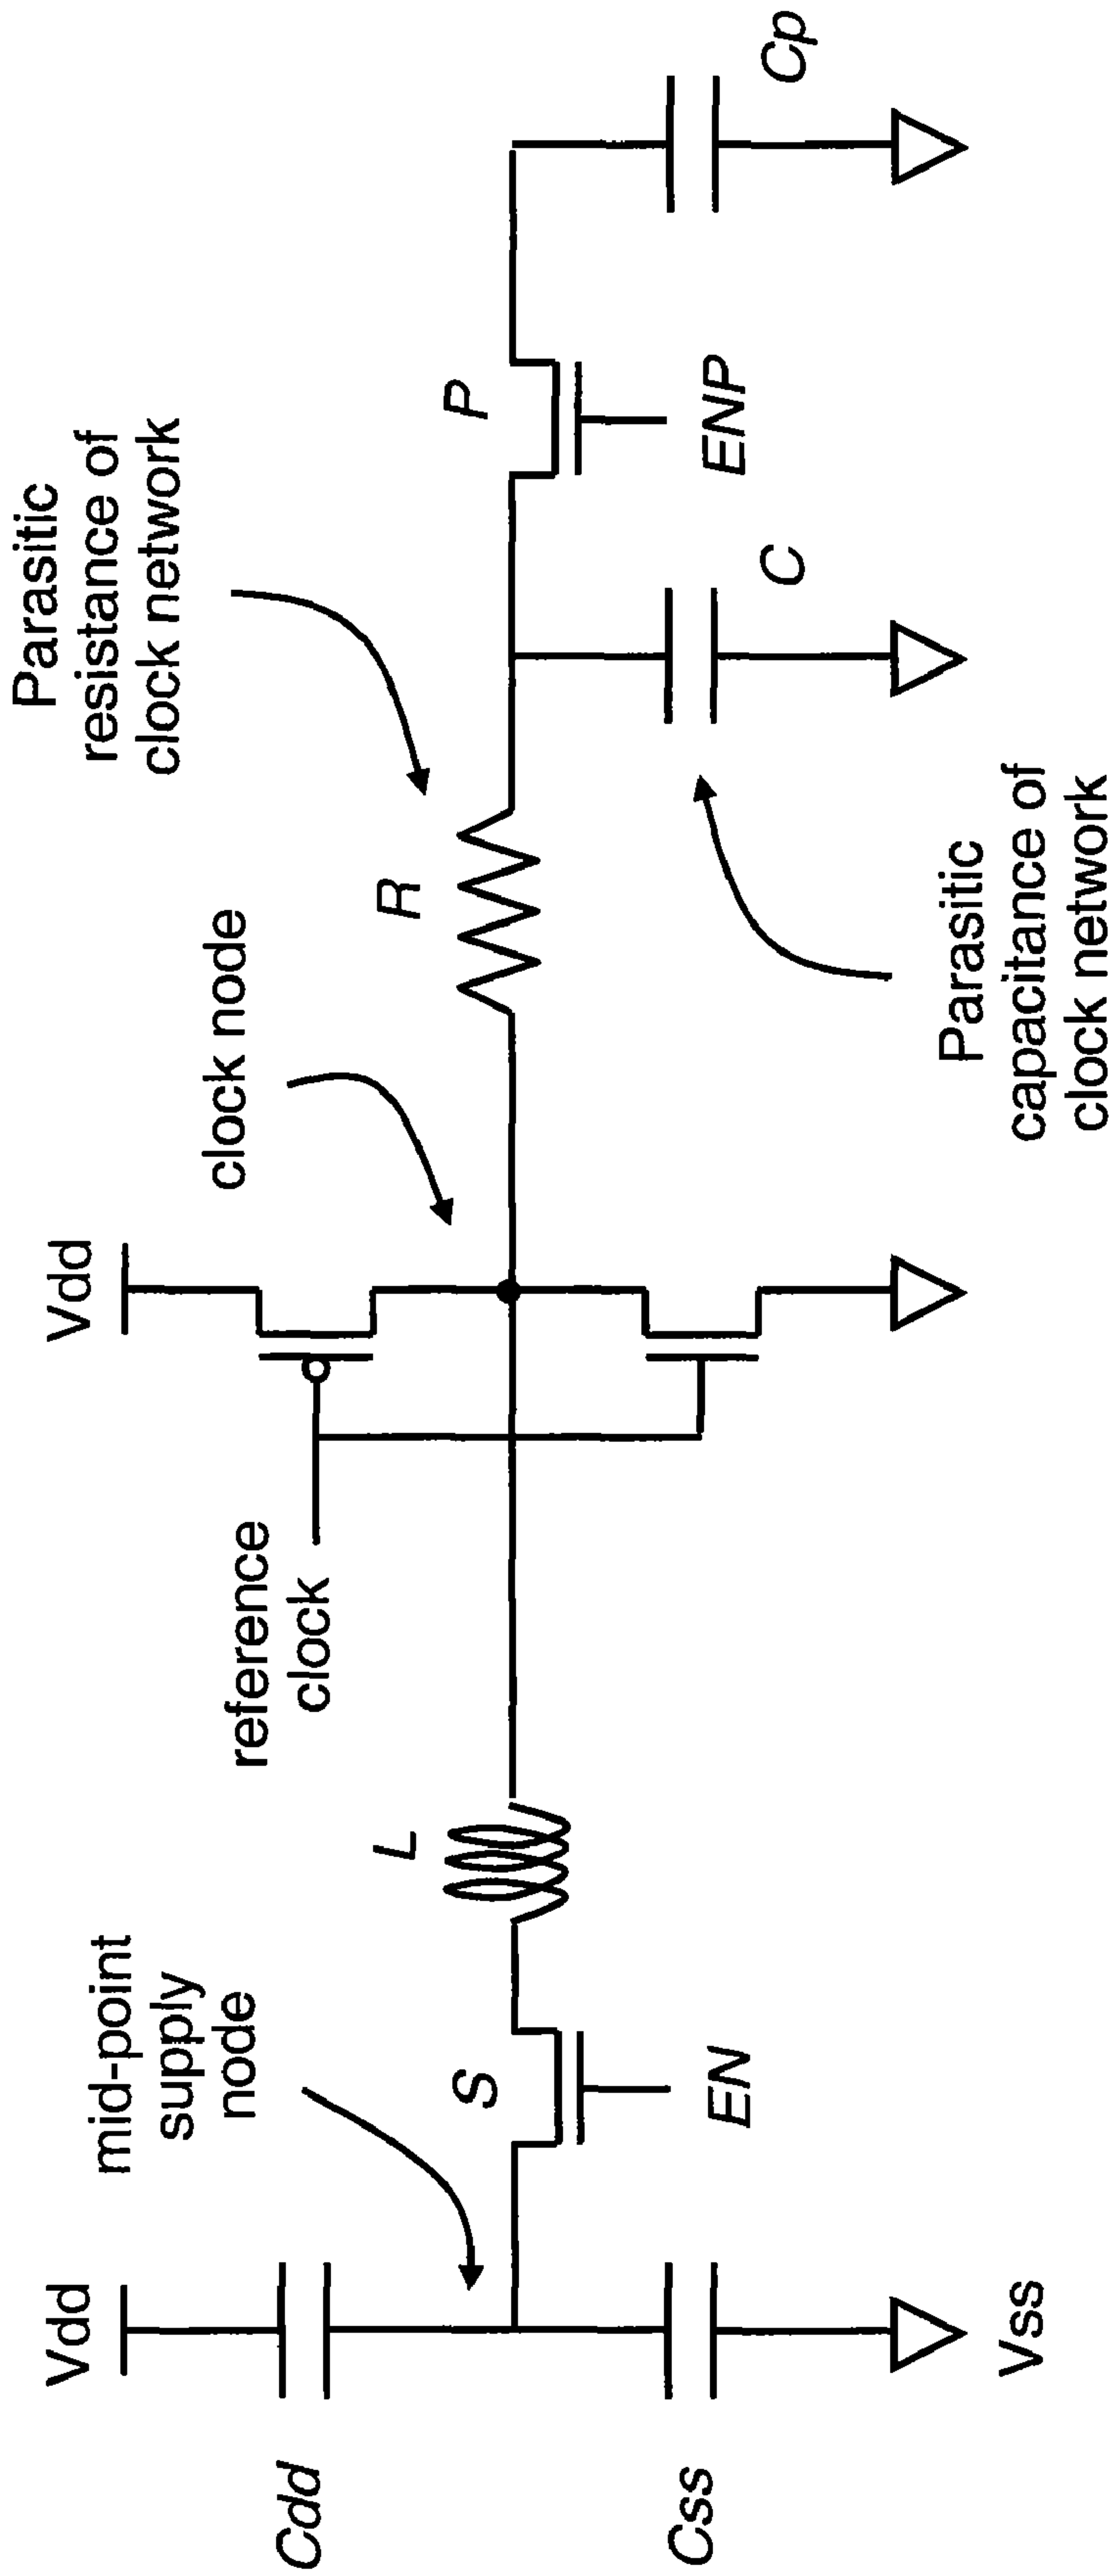 Vdd
Cdd
Css
Vss
mid-point
supply
node
S
EN
L
reference
clock
Vdd
clock node
R
Parasitic
resistance of
clock network
Parasitic
capacitance of
clock network
C
P
ENP
Cp